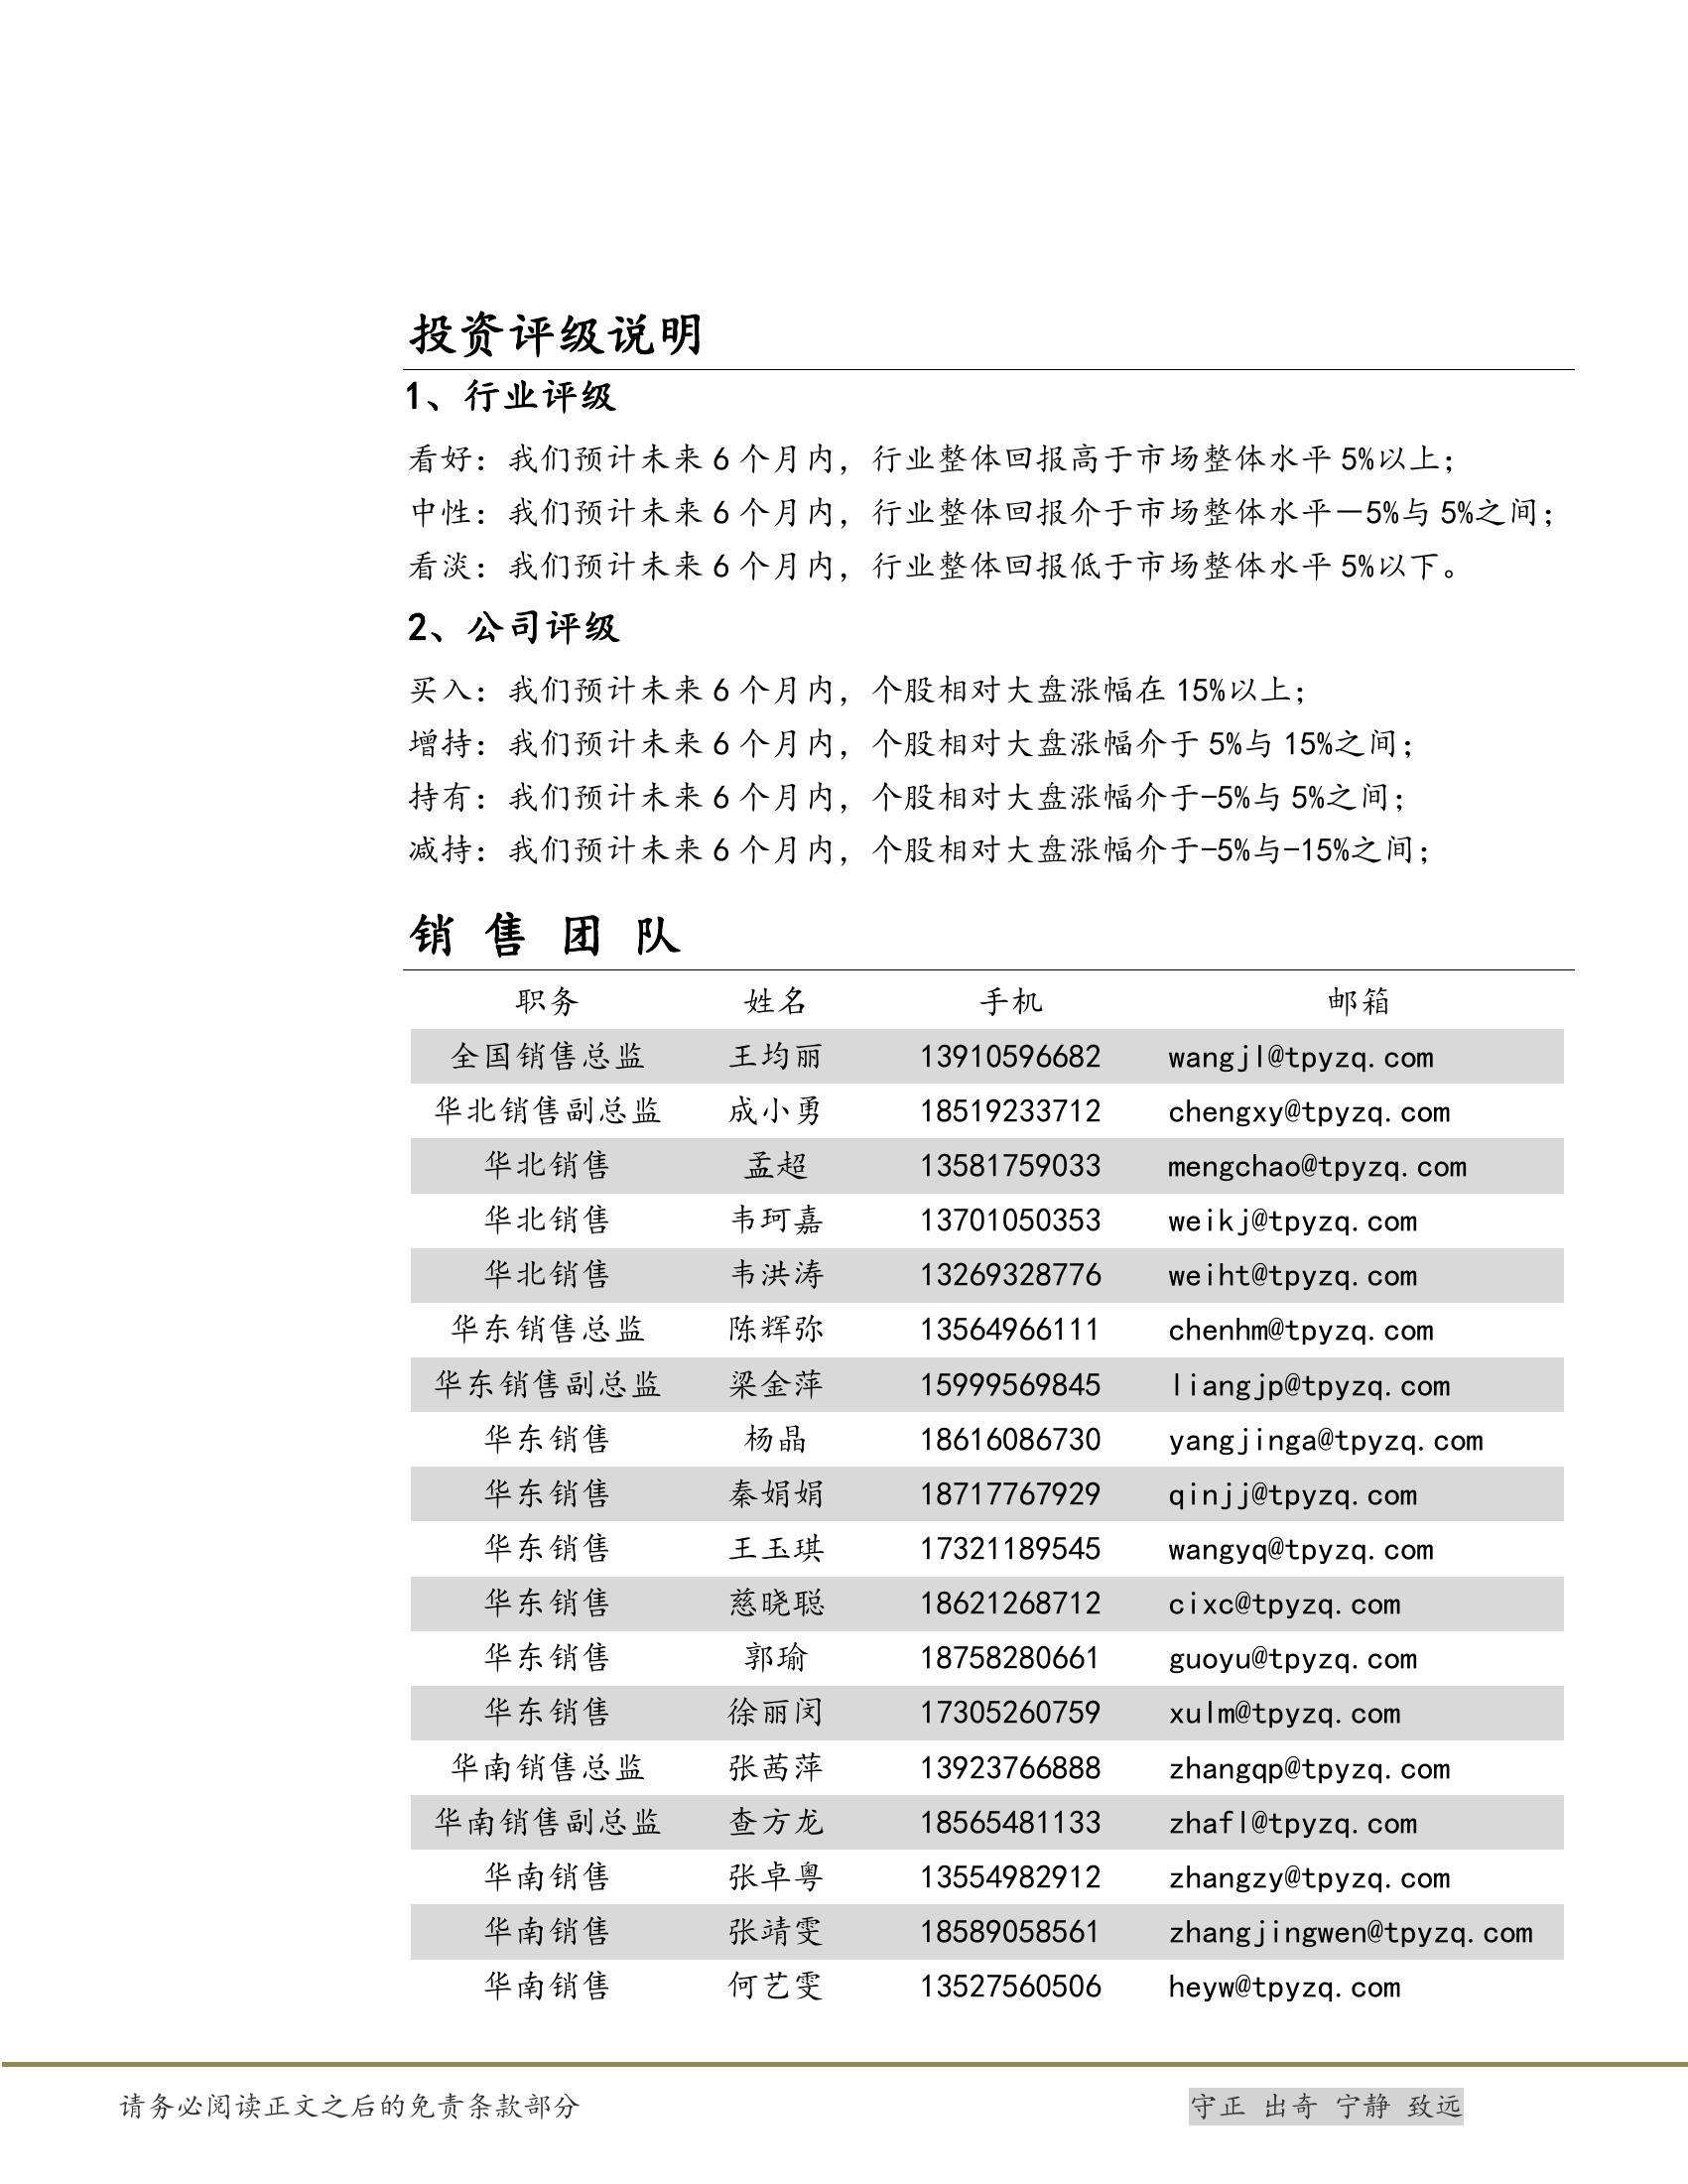 投资评级说明
1、行业评级
看好：我们预计未来 6 个月内，行业整体回报高于市场整体水平 5%以上；
中性：我们预计未来 6 个月内，行业整体回报介于市场整体水平－5%与 5%之间；
看淡：我们预计未来 6 个月内，行业整体回报低于市场整体水平 5%以下。
2、公司评级
买入：我们预计未来 6 个月内，个股相对大盘涨幅在 15%以上；
增持：我们预计未来 6 个月内，个股相对大盘涨幅介于 5%与 15%之间；
持有：我们预计未来 6 个月内，个股相对大盘涨幅介于-5%与 5%之间；
减持：我们预计未来 6 个月内，个股相对大盘涨幅介于-5%与-15%之间；
销 售 团 队
职务 姓名 手机 邮箱
全国销售总监 王均丽 13910596682 wangjl@tpyzq.com
华北销售副总监 成小勇 18519233712 chengxy@tpyzq.com
华北销售 孟超 13581759033 mengchao@tpyzq.com
华北销售 韦珂嘉 13701050353 weikj@tpyzq.com
华北销售 韦洪涛 13269328776 weiht@tpyzq.com
华东销售总监 陈辉弥 13564966111 chenhm@tpyzq.com
华东销售副总监 梁金萍 15999569845 liangjp@tpyzq.com
华东销售 杨晶 18616086730 yangjinga@tpyzq.com
华东销售 秦娟娟 18717767929 qinjj@tpyzq.com
华东销售 王玉琪 17321189545 wangyq@tpyzq.com
华东销售 慈晓聪 18621268712 cixc@tpyzq.com
华东销售 郭瑜 18758280661 guoyu@tpyzq.com
华东销售 徐丽闵 17305260759 xulm@tpyzq.com
华南销售总监 张茜萍 13923766888 zhangqp@tpyzq.com
华南销售副总监 查方龙 18565481133 zhafl@tpyzq.com
华南销售 张卓粤 13554982912 zhangzy@tpyzq.com
华南销售 张靖雯 18589058561 zhangjingwen@tpyzq.com
华南销售 何艺雯 13527560506 heyw@tpyzq.com
请务必阅读正文之后的免责条款部分 守正 出奇 宁静 致远